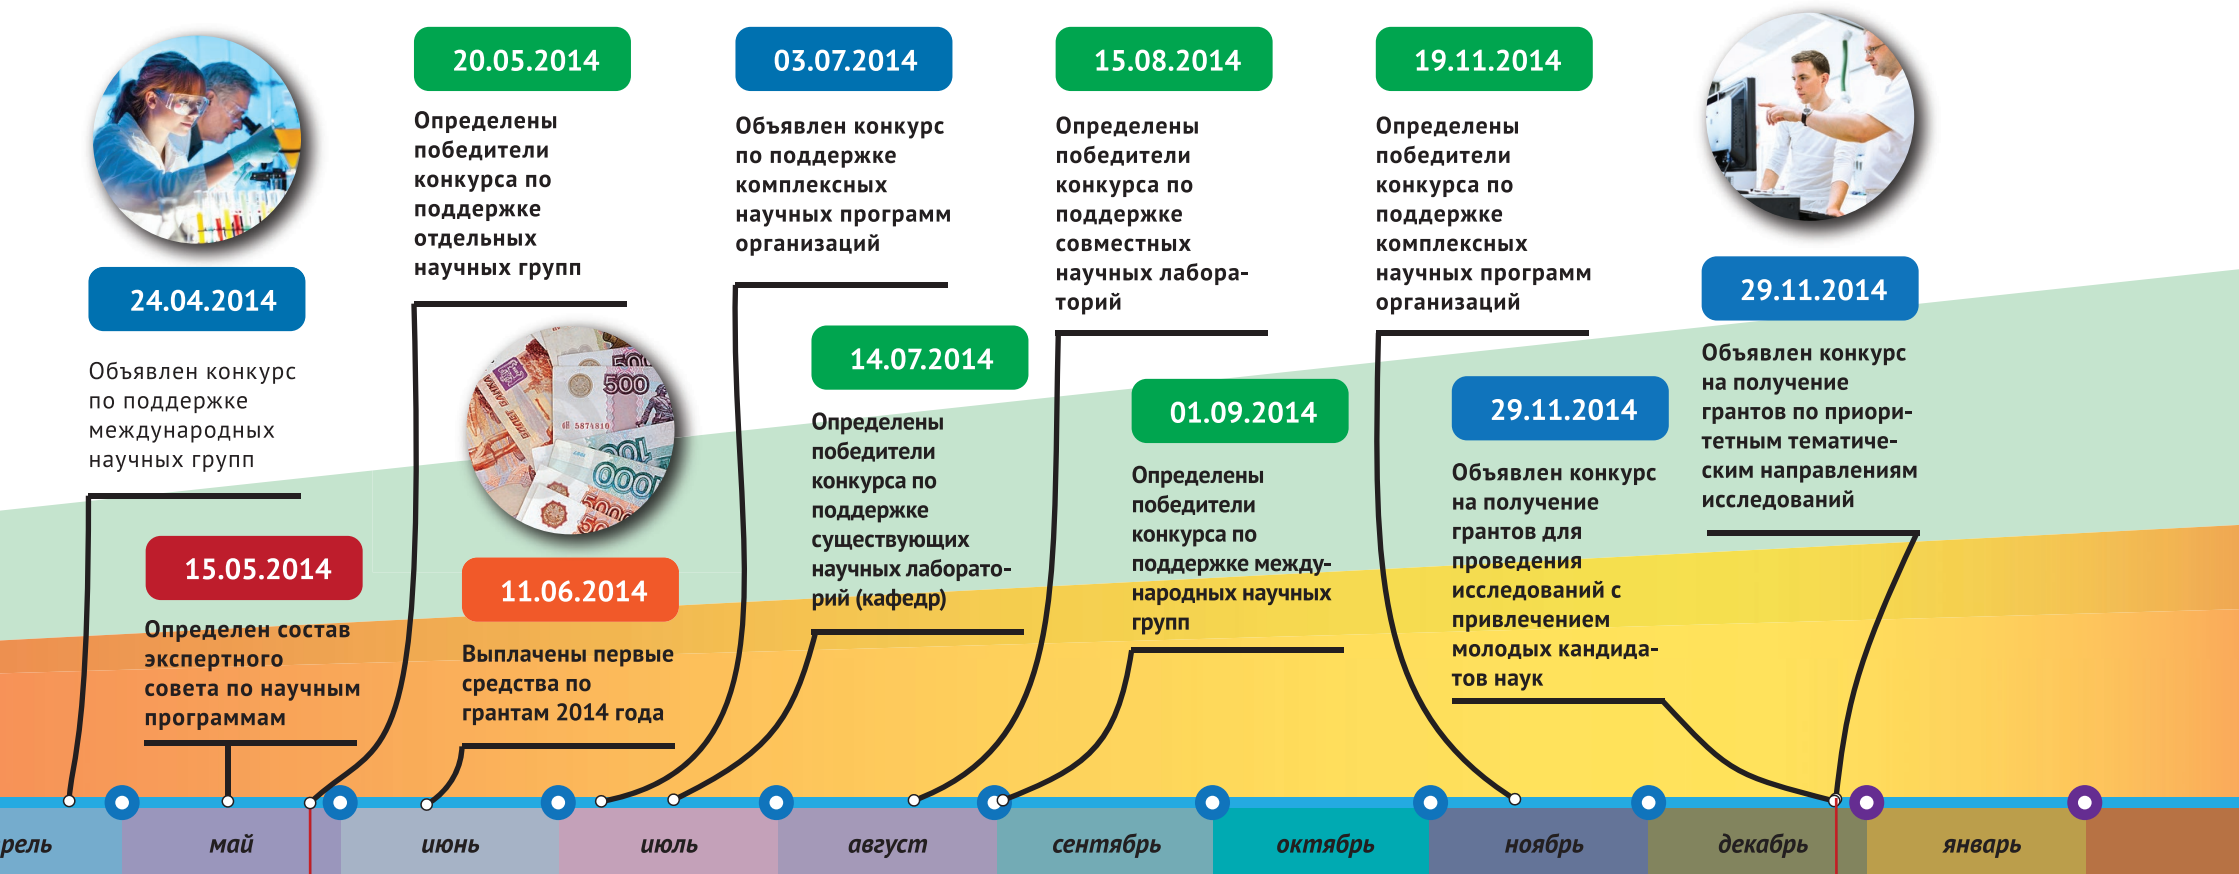 24.04.2014
Объявлен конкурс
по поддержке
международных
научных групп
15.05.2014
Определен состав
экспертного
совета по научным
программам
20.05.2014
Определены
победители
конкурса по
поддержке
отдельных
научных групп
11.06.2014
Выплачены первые
средства по
грантам 2014 года
03.07.2014
Объявлен конкурс
по поддержке
комплексных
научных программ
организаций
14.07.2014
Определены
победители
конкурса по
поддержке
существующих
научных лаборато-
рий (кафедр)
15.08.2014
Определены
победители
конкурса по
поддержке
совместных
научных лабора-
торий
01.09.2014
Определены
победители
конкурса по
поддержке между-
народных научных
групп
19.11.2014
Определены
победители
конкурса по
поддержке
комплексных
научных программ
организаций
29.11.2014
Объявлен конкурс
на получение
грантов для
проведения
исследований с
привлечением
молодых кандида-
тов наук
29.11.2014
Объявлен конкурс
на получение
грантов по приори-
тетным тематиче-
ским направлениям
исследований
рель
май
июнь
июль
август
сентябрь
октябрь
ноябрь
декабрь
январь